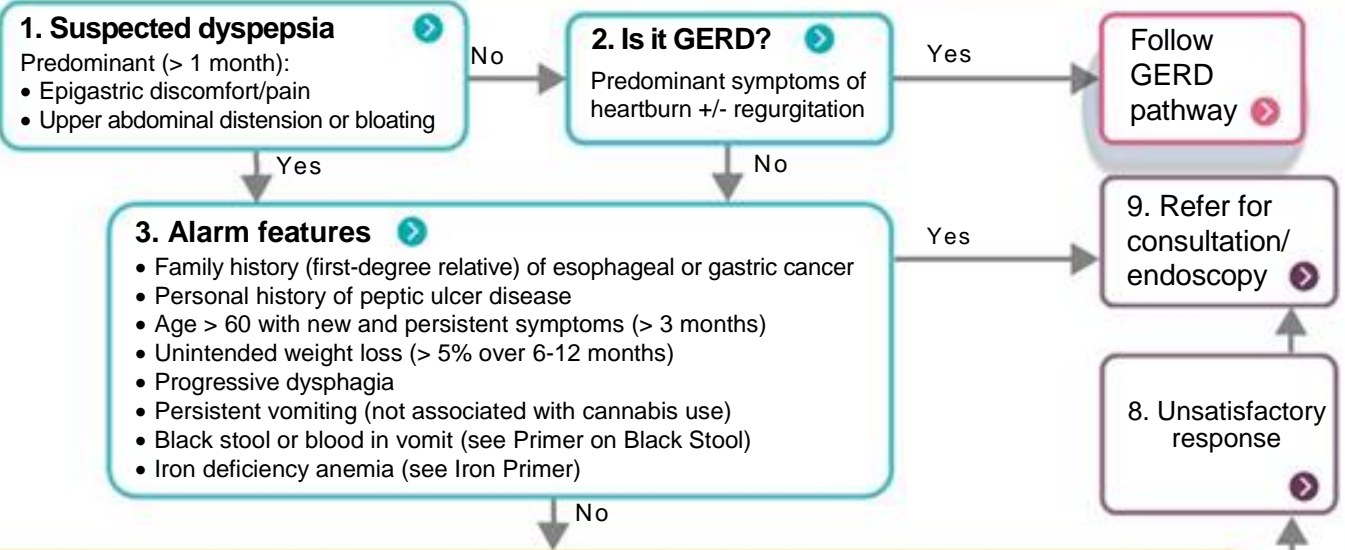 1. Suspected dyspepsia
Predominant (> 1 month):
• Epigastric discomfort/pain
• Upper abdominal distension or bloating
No
2. Is it GERD?
Predominant symptoms of
heartburn +/- regurgitation
Yes
Follow
GERD
pathway
Yes
No
3. Alarm features
• Family history (first-degree relative) of esophageal or gastric cancer
• Personal history of peptic ulcer disease
• Age > 60 with new and persistent symptoms (> 3 months)
• Unintended weight loss (> 5% over 6-12 months)
• Progressive dysphagia
• Persistent vomiting (not associated with cannabis use)
• Black stool or blood in vomit (see Primer on Black Stool)
• Iron deficiency anemia (see Iron Primer)
Yes
9. Refer for
consultation/
endoscopy
8. Unsatisfactory
response
No